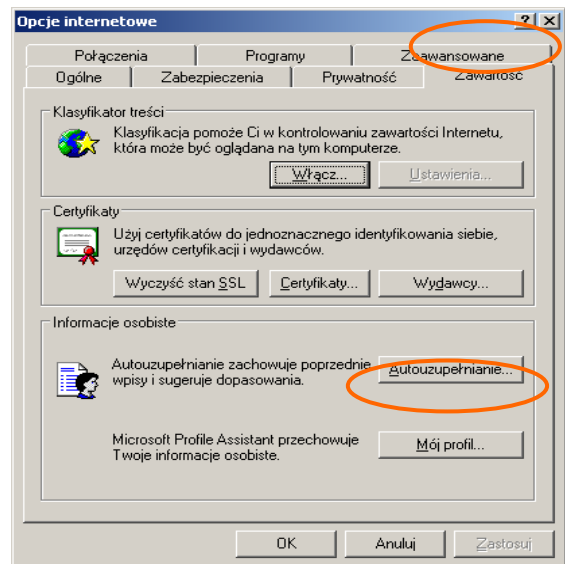 Opcje internetowe
Połączenia Programy Zaawansowane
Ogólne Zabezpieczenia Prywatność Zawartość
Klasyfikator treści
Klasyfikacja pomoże Ci w kontrolowaniu zawartości Internetu,
która może być oglądana na tym komputerze.
Włącz... Ustawienia...
Certyfikaty
Użyj certyfikatów do jednoznacznego identyfikowania siebie,
urzędów certyfikacji i wydawców.
Wyczyść stan SSL Certyfikaty... Wydawcy...
Informacje osobiste
Autouzupełnianie zachowuje poprzednie
wpisy i sugeruje dopasowania.
Autouzupełnianie...
Microsoft Profile Assistant przechowuje
Twoje informacje osobiste.
Mój profil...
OK Anuluj Zastosuj